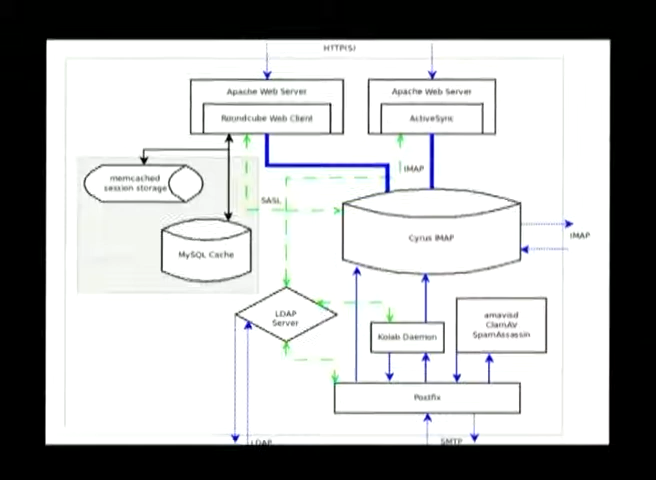 HTTP(S)
Apache Web Server
Roundcube Web Client
Apache Web Server
ActiveSync
IMAP
memcached
session storage
SASL
MySQL Cache
Cyrus IMAP
IMAP
LDAP
Server
Kolab Daemon
amavisd
ClamAV
SpamAssassin
Postfix
LDAP
SMTP